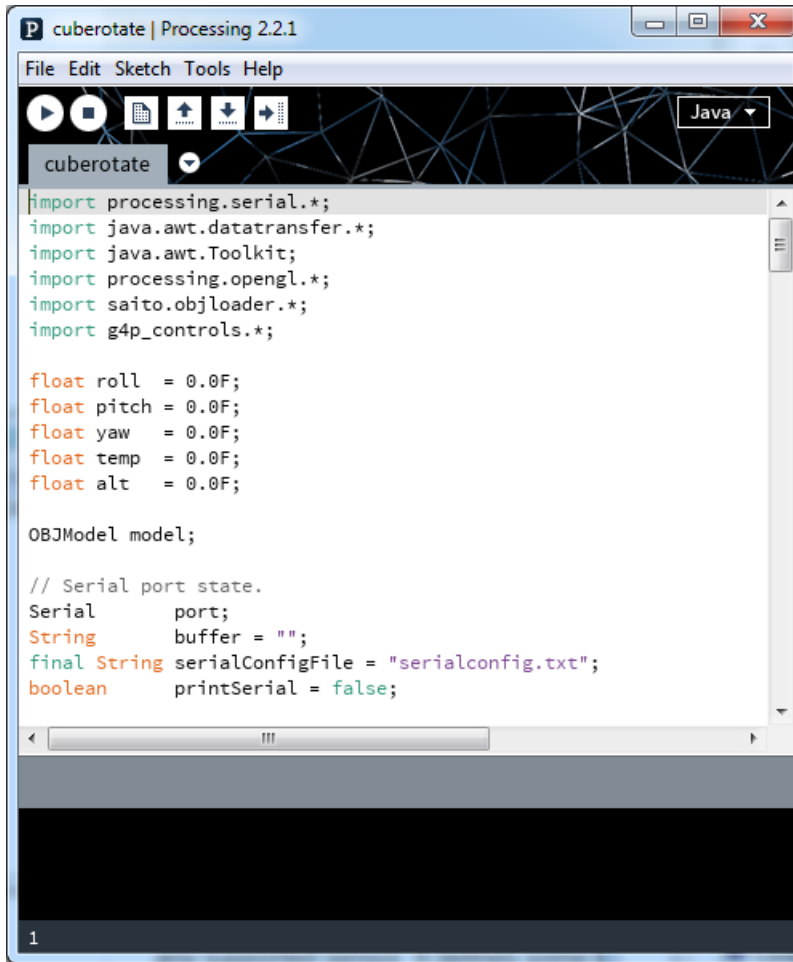 cuberotate | Processing 2.2.1
File Edit Sketch Tools Help
Java
cuberotate
import processing.serial.*;
import java.awt.datatransfer.*;
import java.awt.Toolkit;
import processing.opengl.*;
import saito.objloader.*;
import g4p_controls.*;
float roll  = 0.0F;
float pitch = 0.0F;
float yaw   = 0.0F;
float temp  = 0.0F;
float alt   = 0.0F;
OBJModel model;
// Serial port state.
Serial       port;
String       buffer = "";
final String serialConfigFile = "serialconfig.txt";
boolean      printSerial = false;
1